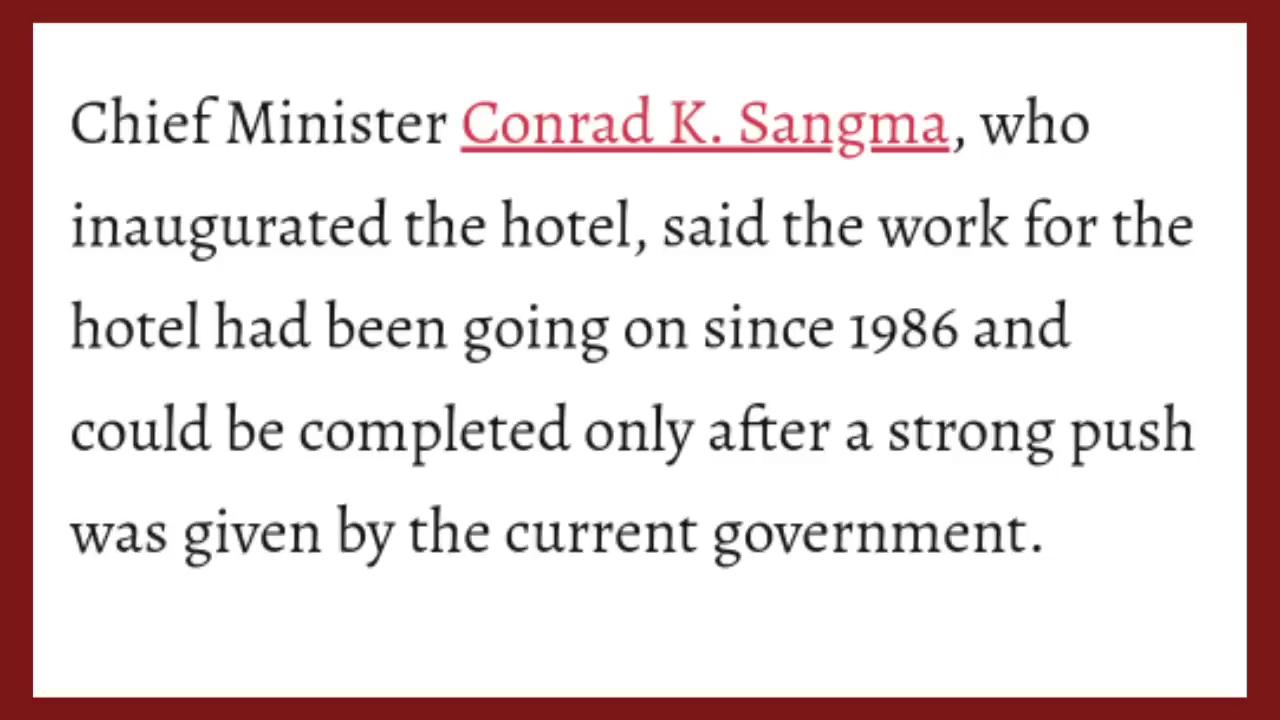 Chief Minister Conrad K. Sangma, who
inaugurated the hotel, said the work for the
hotel had been going on since 1986 and
could be completed only after a strong push
was given by the current government.